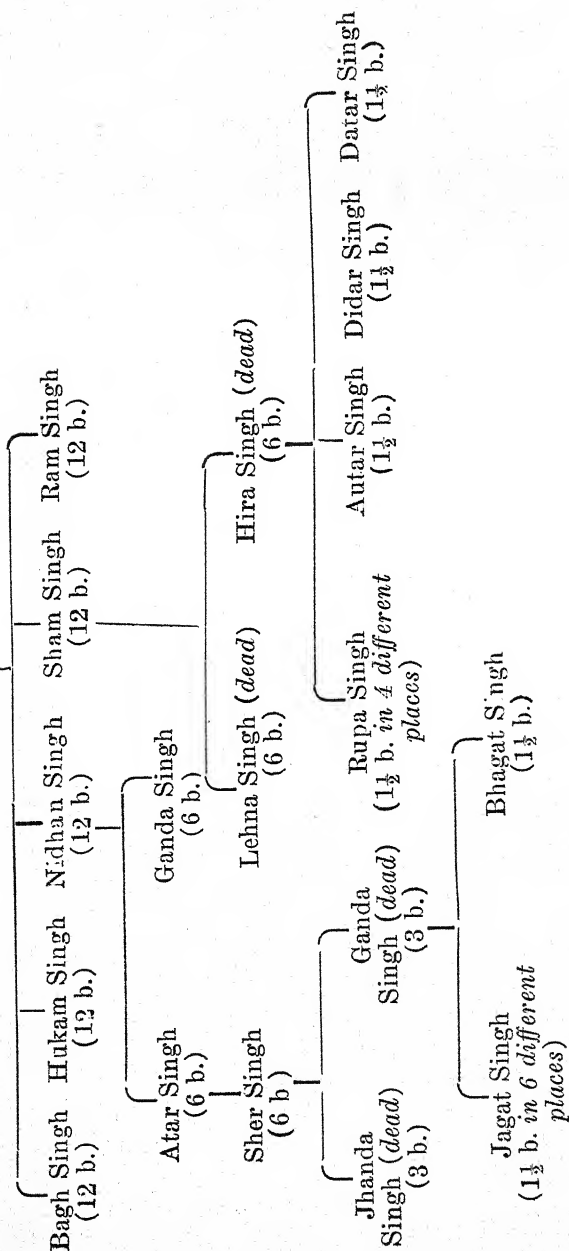 Bagh Singh
(12 b.)
Hukam Singh
(12 b.)
Nidhan Singh
(12 b.)
Sham Singh
(12 b.)
Ram Singh
(12 b.)
Atar Singh
(6 b.)
Ganda Singh
(6 b.)
Sher Singh
(6 b)
Lehna Singh (dead)
(6 b.)
Hira Singh (dead)
(6 b.)
Jhanda
Singh (dead)
(3 b.)
Ganda
Singh (dead)
(3 b.)
Rupa Singh
(1½ b. in 4 different
places)
Autar Singh
(1½ b.)
Didar Singh
(1½ b.)
Datar Singh
(1½ b.)
Jagat Singh
(1½ b. in 6 different
places)
Bhagat S ngh
(1½ b.)